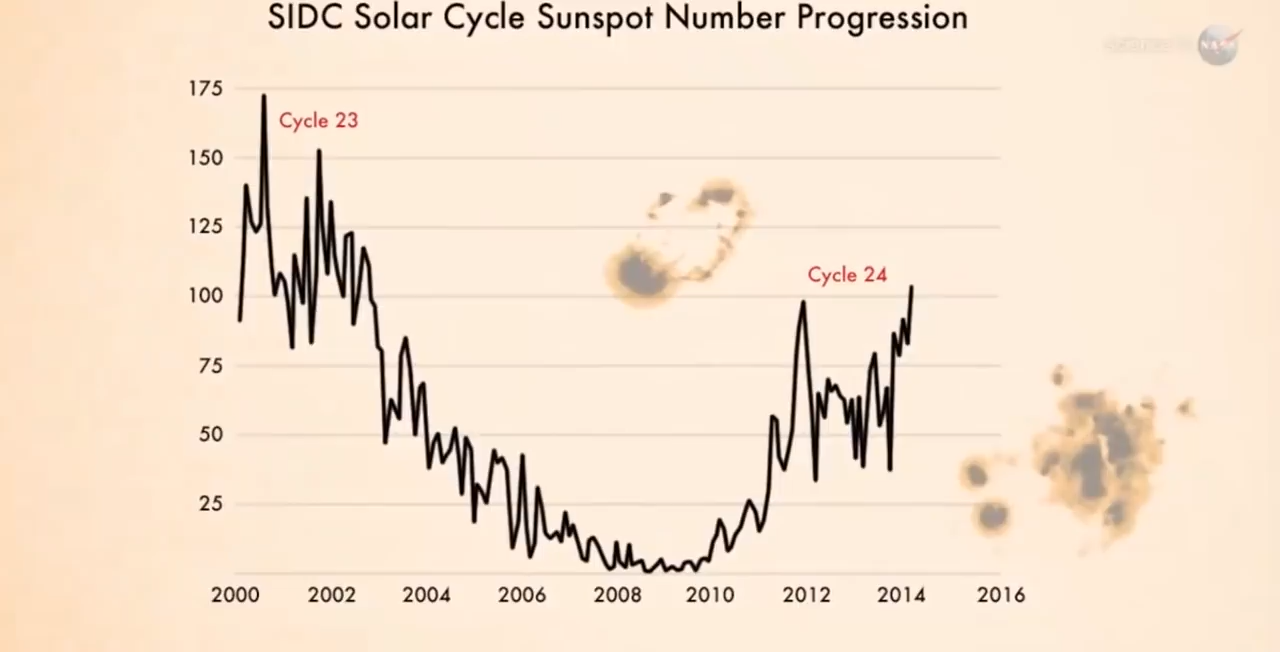 SIDC Solar Cycle Sunspot Number Progression
NASA
175
Cycle 23
150
125
Cycle 24
100
75
50
25
2000 2002 2004 2006 2008 2010 2012 2014 2016